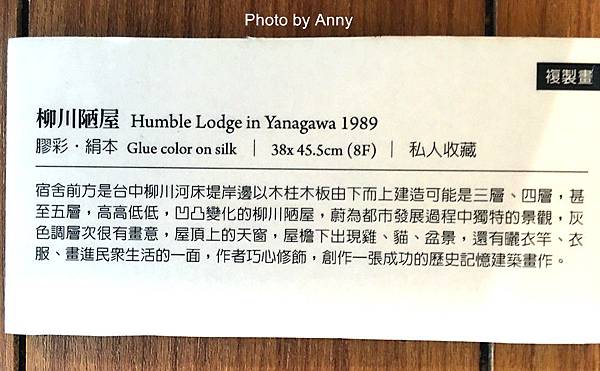 Photo by Anny
複製畫
柳川陋屋 Humble Lodge in Yanagawa 1989
膠彩·絹本 Glue color on silk | 38x 45.5cm (8F) | 私人收藏
宿舍前方是台中柳川河床堤岸邊以木柱木板由下而上建造可能是三層、四層，甚
至五層，高高低低，凹凸變化的柳川陋屋，蔚為都市發展過程中獨特的景觀，灰
色調層次很有畫意，屋頂上的天窗，屋檐下出現雞、貓、盆景，還有曬衣竿、衣
服、畫進民眾生活的一面，作者巧心修飾，創作一張成功的歷史記憶建築畫作。